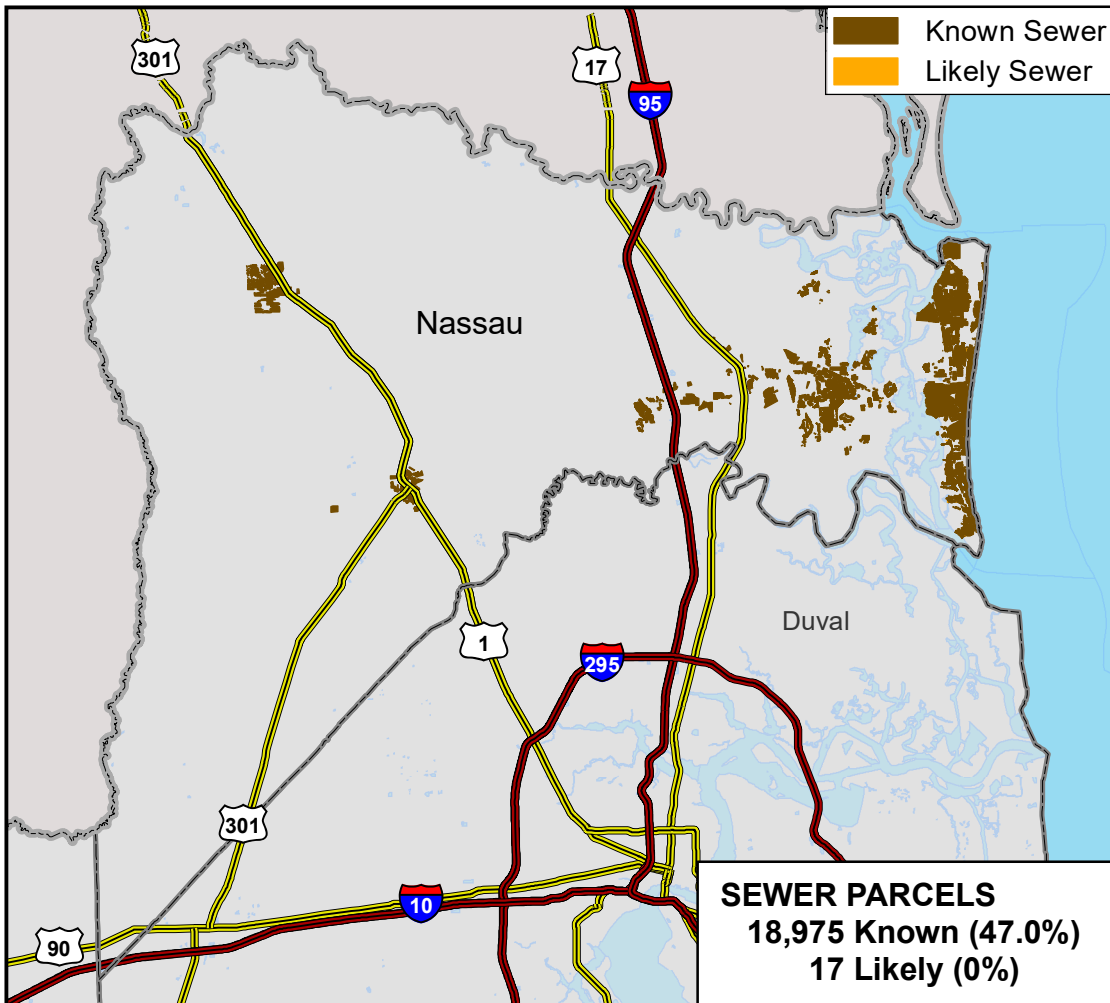 Known Sewer
Likely Sewer
301
17
95
Nassau
Duval
1
295
301
10
90
SEWER PARCELS
18,975 Known (47.0%)
17 Likely (0%)